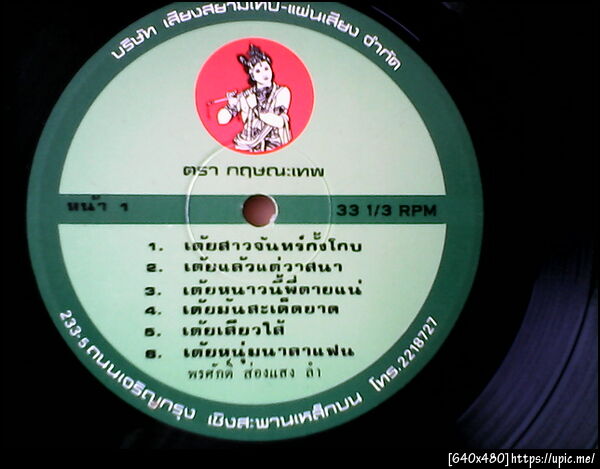 บริษัท เสียงสยามเทป-แผ่นเสียง จำกัด
ตรา กฤษณะเทพ
หน้า 1
33 1/3 RPM
1. เต้ยสาวจันทร์กั้งโกบ
2. เต้ยแล้วแต่วาสนา
3. เต้ยหนาวนี้พี่ตายแน่
4. เต้ยมันสะเด็ดยาด
5. เต้ยเสียวไส้
6. เต้ยหนุ่มนาลาแฟน
พรศักดิ์ ส่องแสง ลำ
233-5 ถนนเจริญกรุง เชิงสะพานเหล็กบน โทร. 2218727
[640x480]https://upic.me/